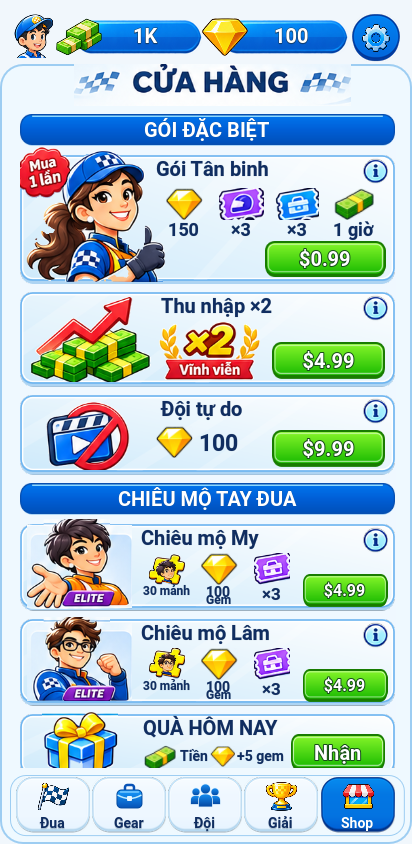 1K
100
CỬA HÀNG
GÓI ĐẶC BIỆT
Mua
1 lần
Gói Tân binh
150
×3
×3
1 giờ
$0.99
Thu nhập ×2
×2
Vĩnh viễn
$4.99
Đội tự do
100
$9.99
CHIÊU MỘ TAY ĐUA
Chiêu mộ My
ELITE
30 mảnh
100
Gem
×3
$4.99
Chiêu mộ Lâm
ELITE
30 mảnh
100
Gem
×3
$4.99
QUÀ HÔM NAY
Tiền
+5 gem
Nhận
Đua
Gear
Đội
Giải
Shop